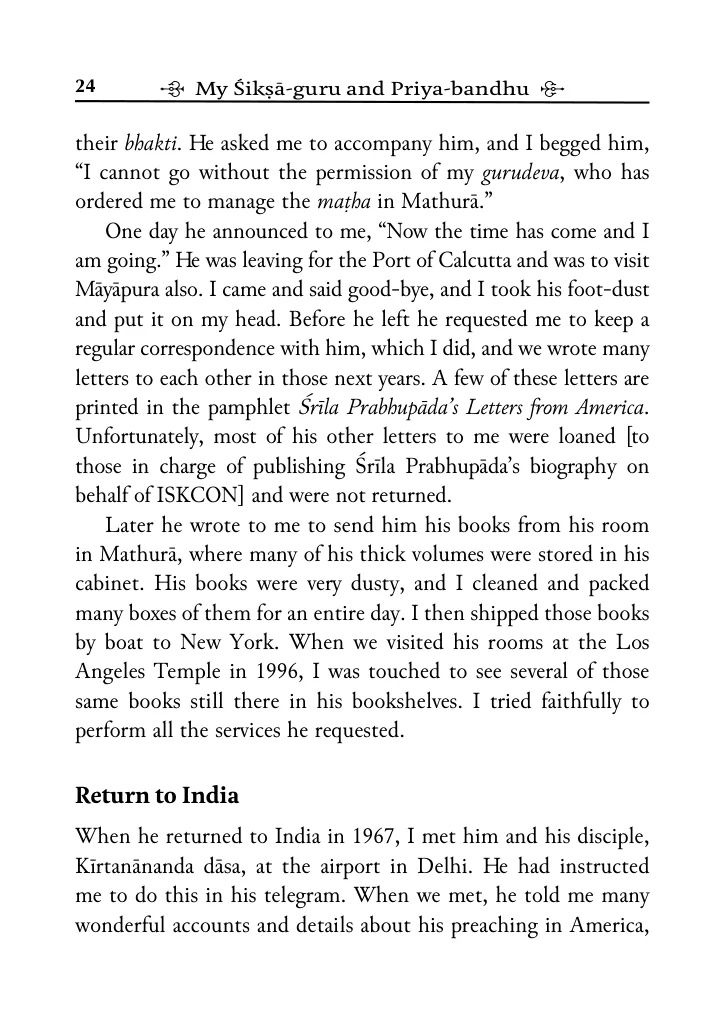 24 My Śikṣā-guru and Priya-bandhu
their bhakti. He asked me to accompany him, and I begged him,
“I cannot go without the permission of my gurudeva, who has
ordered me to manage the maṭha in Mathurā.”
One day he announced to me, “Now the time has come and I
am going.” He was leaving for the Port of Calcutta and was to visit
Māyāpura also. I came and said good-bye, and I took his foot-dust
and put it on my head. Before he left he requested me to keep a
regular correspondence with him, which I did, and we wrote many
letters to each other in those next years. A few of these letters are
printed in the pamphlet Śrīla Prabhupāda’s Letters from America.
Unfortunately, most of his other letters to me were loaned [to
those in charge of publishing Śrīla Prabhupāda’s biography on
behalf of ISKCON] and were not returned.
Later he wrote to me to send him his books from his room
in Mathurā, where many of his thick volumes were stored in his
cabinet. His books were very dusty, and I cleaned and packed
many boxes of them for an entire day. I then shipped those books
by boat to New York. When we visited his rooms at the Los
Angeles Temple in 1996, I was touched to see several of those
same books still there in his bookshelves. I tried faithfully to
perform all the services he requested.
Return to India
When he returned to India in 1967, I met him and his disciple,
Kīrtanānanda dāsa, at the airport in Delhi. He had instructed
me to do this in his telegram. When we met, he told me many
wonderful accounts and details about his preaching in America,